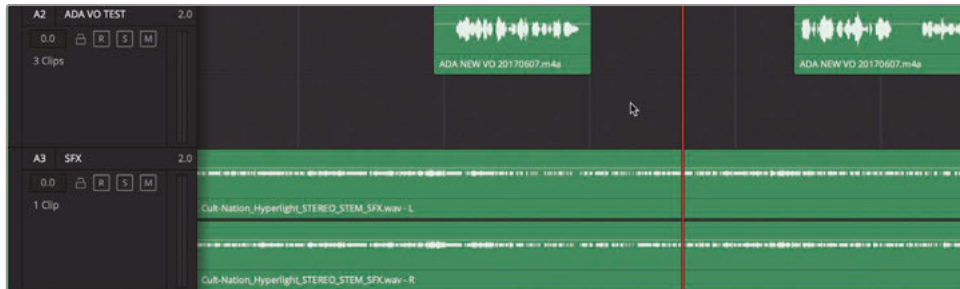 A2 ADA VO TEST 2.0
0.0 R S M
3 Clips
ADA NEW VO 20170607.m4a
ADA NEW VO 20170607.m4a
A3 SFX 2.0
0.0 R S M
1 Clip
Cult-Nation_Hyperlight_STEREO_STEM_SFX.wav - L
Cult-Nation_Hyperlight_STEREO_STEM_SFX.wav - R